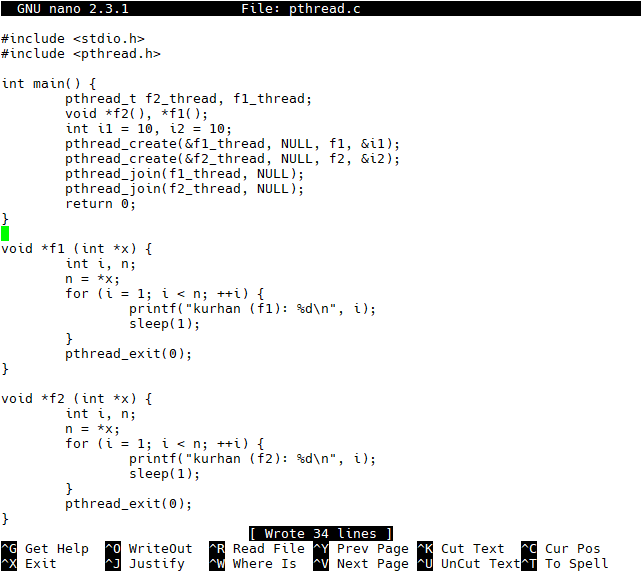 GNU nano 2.3.1 File: pthread.c
#include <stdio.h>
#include <pthread.h>
int main() {
pthread_t f2_thread, f1_thread;
void *f2(), *f1();
int i1 = 10, i2 = 10;
pthread_create(&f1_thread, NULL, f1, &i1);
pthread_create(&f2_thread, NULL, f2, &i2);
pthread_join(f1_thread, NULL);
pthread_join(f2_thread, NULL);
return 0;
}
void *f1 (int *x) {
int i, n;
n = *x;
for (i = 1; i < n; ++i) {
printf("kurhan (f1): %d\n", i);
sleep(1);
}
pthread_exit(0);
}
void *f2 (int *x) {
int i, n;
n = *x;
for (i = 1; i < n; ++i) {
printf("kurhan (f2): %d\n", i);
sleep(1);
}
pthread_exit(0);
}
[ Wrote 34 lines ]
^G Get Help ^O WriteOut ^R Read File ^Y Prev Page ^K Cut Text ^C Cur Pos
^X Exit ^J Justify ^W Where Is ^V Next Page ^U UnCut Text ^T To Spell